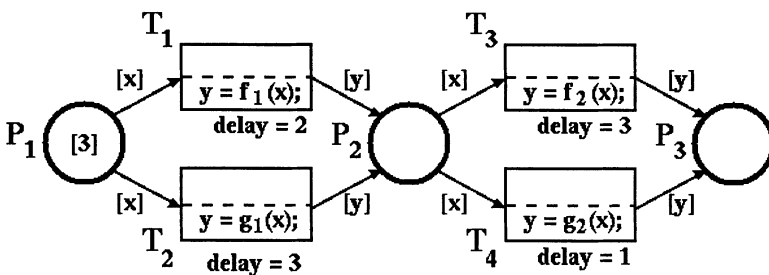 T1 T3
[x] [y] [x] [y]
y = f1(x); y = f2(x);
P1 [3] delay = 2 P2 delay = 3 P3
[x] y = g1(x); [y] [x] y = g2(x); [y]
T2 delay = 3 T4 delay = 1